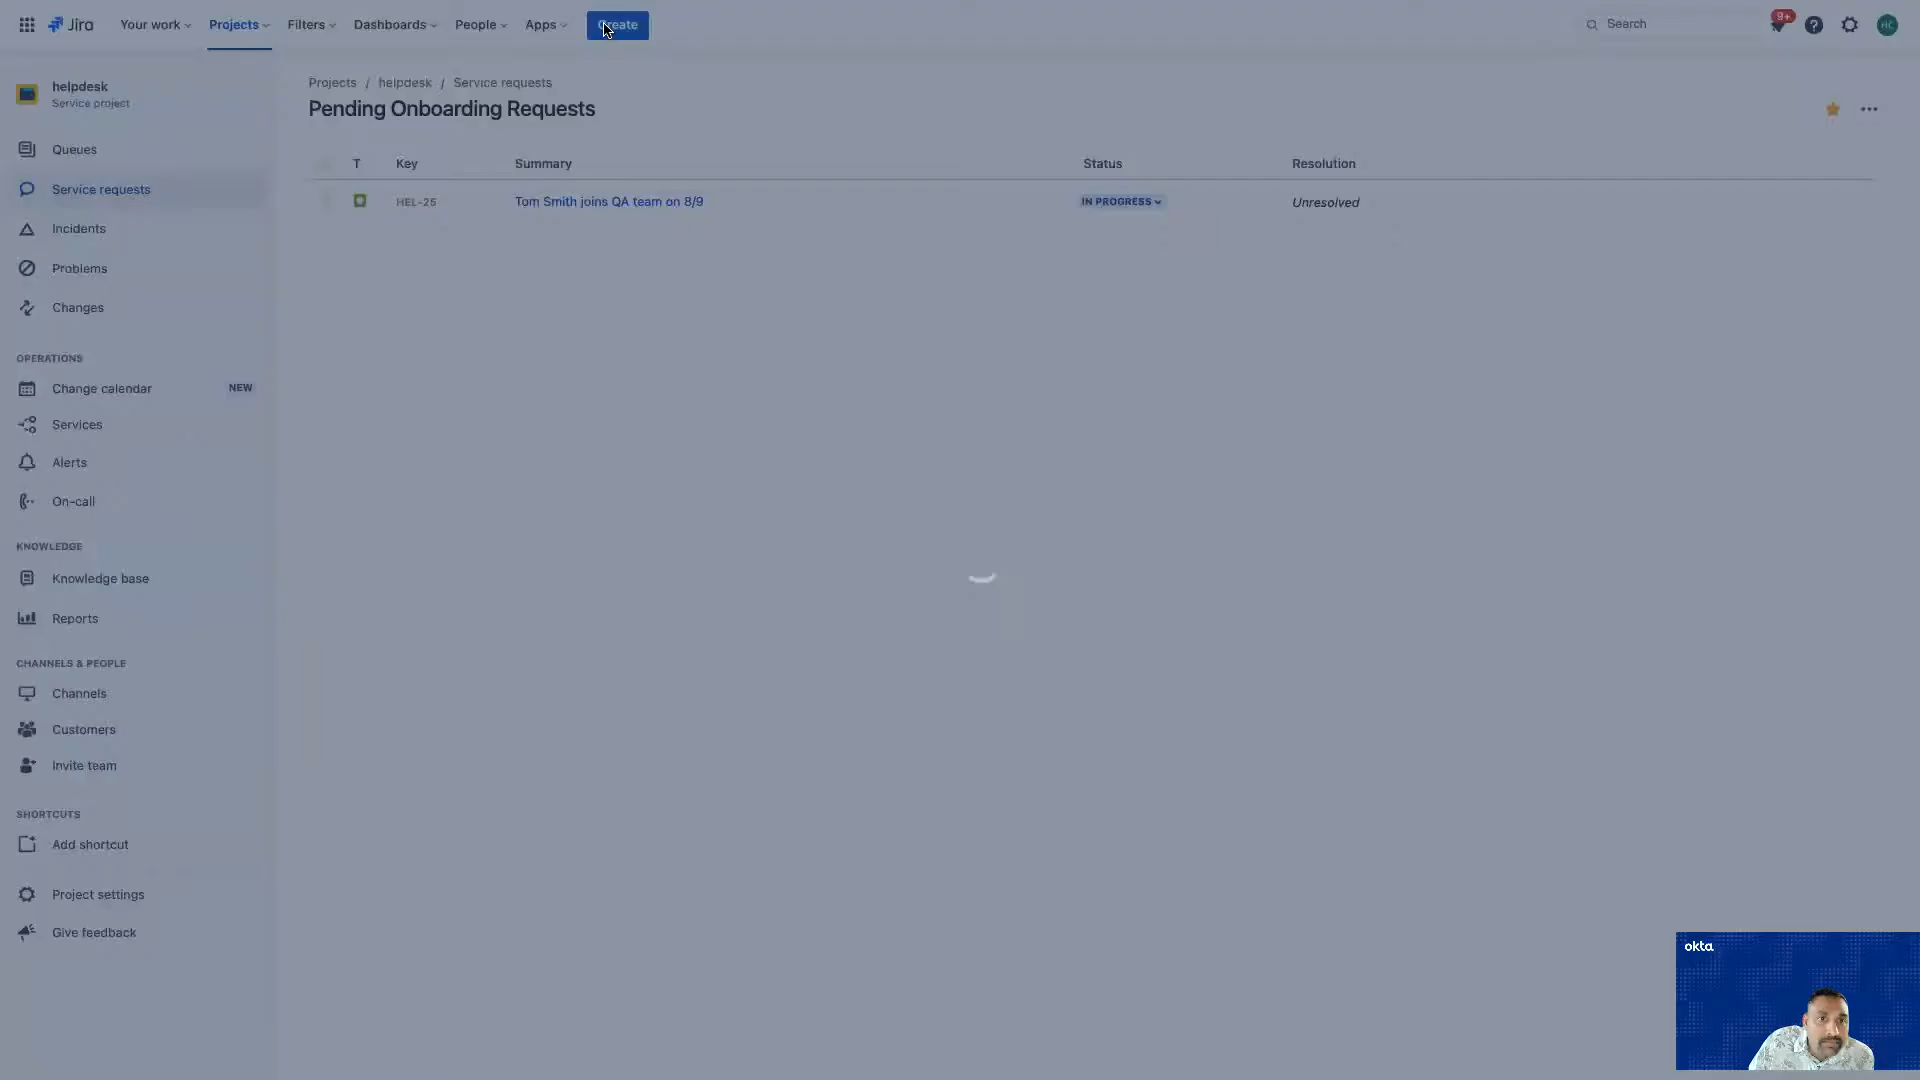 Jira
Your work
Projects
Filters
Dashboards
People
Apps
Create
Search
9+
HC
helpdesk
Service project
Queues
Service requests
Incidents
Problems
Changes
OPERATIONS
Change calendar NEW
Services
Alerts
On-call
KNOWLEDGE
Knowledge base
Reports
CHANNELS & PEOPLE
Channels
Customers
Invite team
SHORTCUTS
Add shortcut
Project settings
Give feedback
Projects / helpdesk / Service requests
Pending Onboarding Requests
T Key Summary Status Resolution
HEL-25 Tom Smith joins QA team on 8/9 IN PROGRESS Unresolved
okta